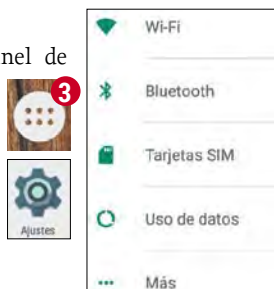 nel de
3
Ajustes
Wi-Fi
Bluetooth
Tarjetas SIM
Uso de datos
Más